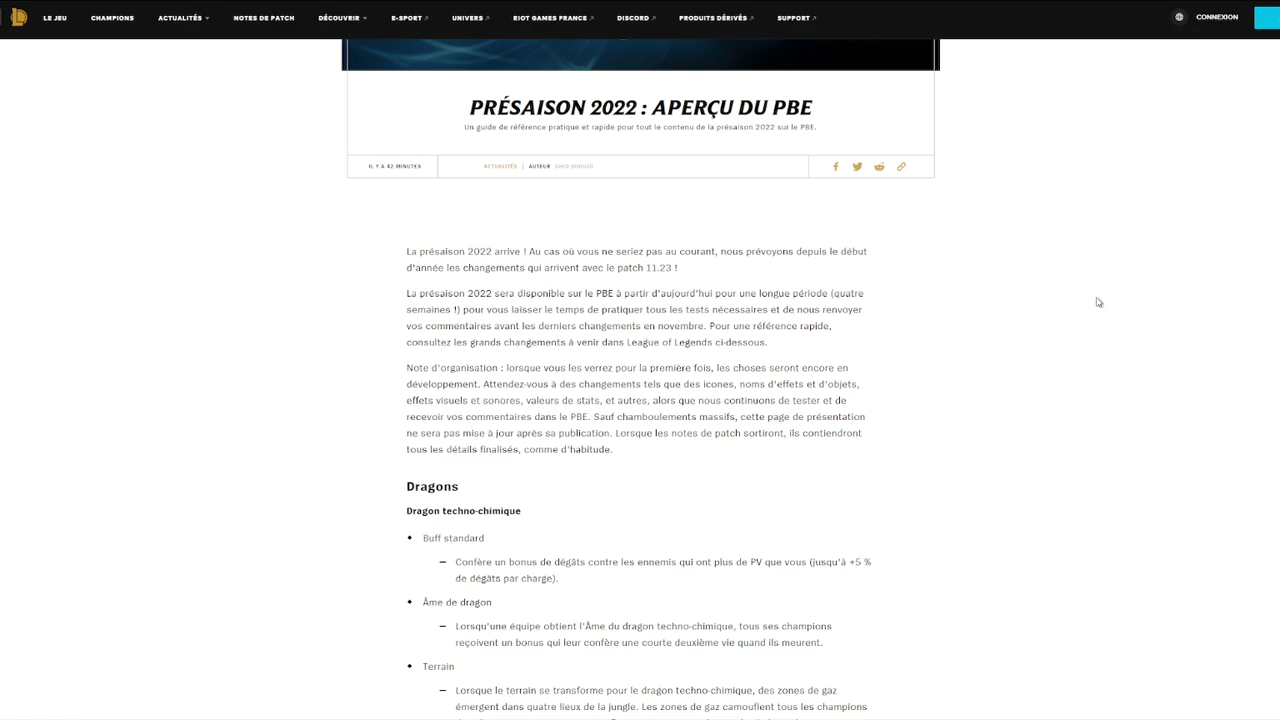 LE JEU CHAMPIONS ACTUALITÉS NOTES DE PATCH DÉCOUVRIR E-SPORT UNIVERS RIOT GAMES FRANCE DISCORD PRODUITS DÉRIVÉS SUPPORT CONNEXION
PRÉSAISON 2022 : APERÇU DU PBE
Un guide de référence pratique et rapide pour tout le contenu de la présaison 2022 sur le PBE.
IL Y A 42 MINUTES ACTUALITÉS | AUTEUR
La présaison 2022 arrive ! Au cas où vous ne seriez pas au courant, nous prévoyons depuis le début
d'année les changements qui arrivent avec le patch 11.23 !
La présaison 2022 sera disponible sur le PBE à partir d'aujourd'hui pour une longue période (quatre
semaines !) pour vous laisser le temps de pratiquer tous les tests nécessaires et de nous renvoyer
vos commentaires avant les derniers changements en novembre. Pour une référence rapide,
consultez les grands changements à venir dans League of Legends ci-dessous.
Note d'organisation : lorsque vous les verrez pour la première fois, les choses seront encore en
développement. Attendez-vous à des changements tels que des icones, noms d'effets et d'objets,
effets visuels et sonores, valeurs de stats, et autres, alors que nous continuons de tester et de
recevoir vos commentaires dans le PBE. Sauf chamboulements massifs, cette page de présentation
ne sera pas mise à jour après sa publication. Lorsque les notes de patch sortiront, ils contiendront
tous les détails finalisés, comme d'habitude.
Dragons
Dragon techno-chimique
Buff standard
— Confère un bonus de dégâts contre les ennemis qui ont plus de PV que vous (jusqu'à +5 %
de dégâts par charge).
Âme de dragon
— Lorsqu'une équipe obtient l'Âme du dragon techno-chimique, tous ses champions
reçoivent un bonus qui leur confère une courte deuxième vie quand ils meurent.
Terrain
— Lorsque le terrain se transforme pour le dragon techno-chimique, des zones de gaz
émergent dans quatre lieux de la jungle. Les zones de gaz camouflent tous les champions